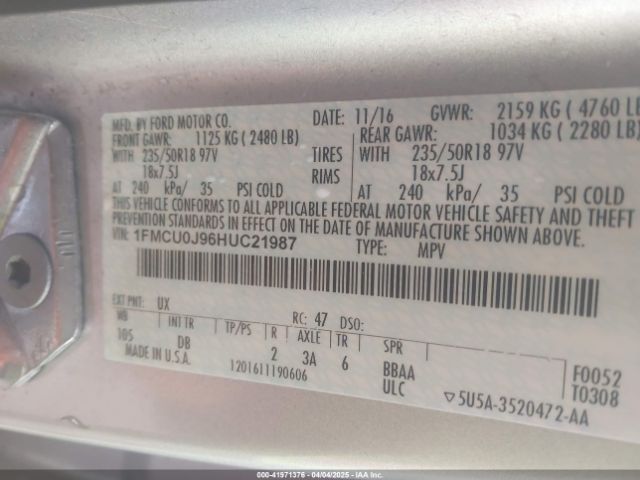 MFD. BY FORD MOTOR CO.
DATE: 11/16 GVWR: 2159 KG ( 4760 LB
FRONT GAWR: 1125 KG ( 2480 LB)
REAR GAWR: 1034 KG ( 2280 LB)
WITH 235/50R18 97V TIRES WITH 235/50R18 97V
18x7.5J RIMS 18x7.5J
AT 240 kPa/ 35 PSI COLD AT 240 kPa/ 35 PSI COLD
THIS VEHICLE CONFORMS TO ALL APPLICABLE FEDERAL MOTOR VEHICLE SAFETY AND THEFT
PREVENTION STANDARDS IN EFFECT ON THE DATE OF MANUFACTURE SHOWN ABOVE.
VIN: 1FMCU0J96HUC21987 TYPE: MPV
EXT PNT: UX RC: 47 DSO:
WB INT TR TP/PS R AXLE TR SPR
105 DB 2 3A 6 BBAA
MADE IN U.S.A. 1201611190606 ULC
F0052
T0308
▽5U5A-3520472-AA
000-41971376 - 04/04/2025 - IAAI, Inc.